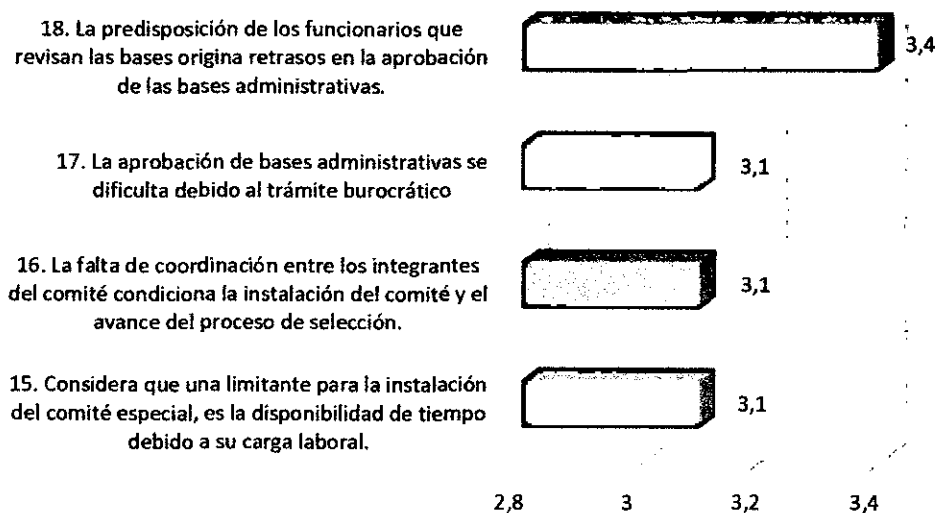 18. La predisposición de los funcionarios que
revisan las bases origina retrasos en la aprobación
de las bases administrativas.
3,4
17. La aprobación de bases administrativas se
dificulta debido al trámite burocrático
3,1
16. La falta de coordinación entre los integrantes
del comité condiciona la instalación del comité y el
avance del proceso de selección.
3,1
15. Considera que una limitante para la instalación
del comité especial, es la disponibilidad de tiempo
debido a su carga laboral.
3,1
2,8 3 3,2 3,4